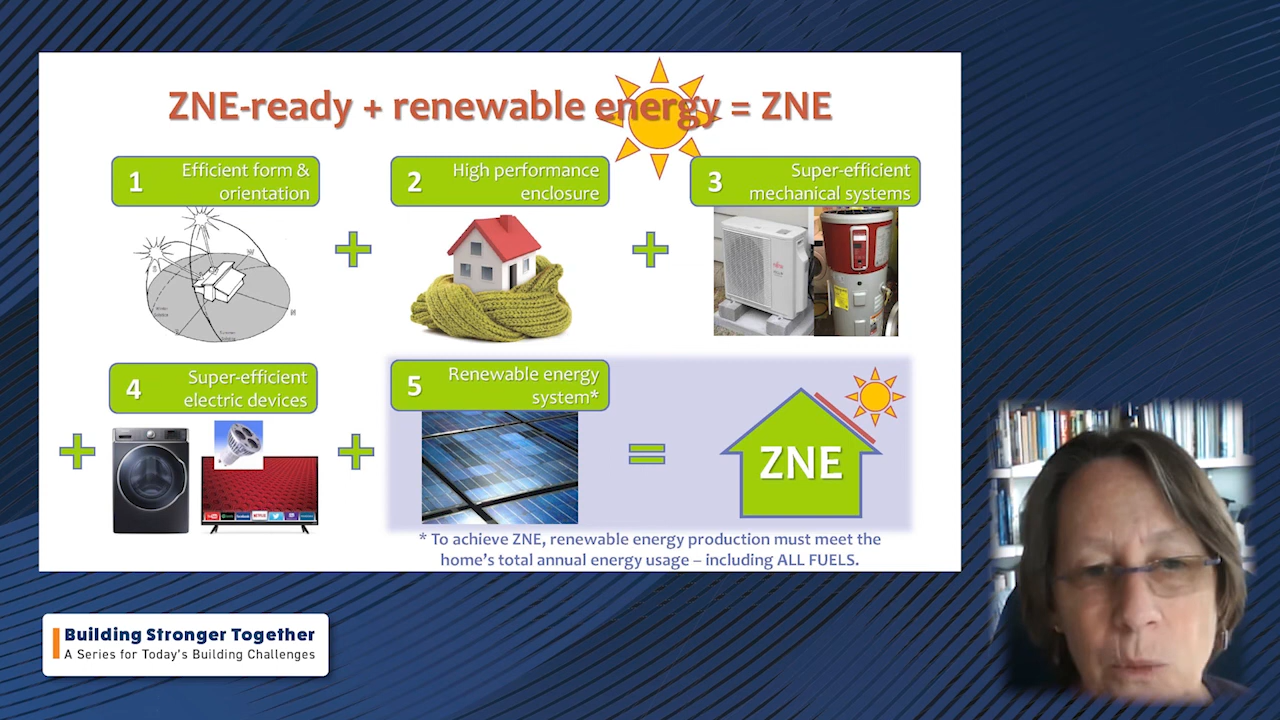 ZNE-ready + renewable energy = ZNE
1
Efficient form &
orientation
2
High performance
enclosure
3
Super-efficient
mechanical systems
4
Super-efficient
electric devices
5
Renewable energy
system*
ZNE
* To achieve ZNE, renewable energy production must meet the
home's total annual energy usage – including ALL FUELS.
Building Stronger Together
A Series for Today's Building Challenges